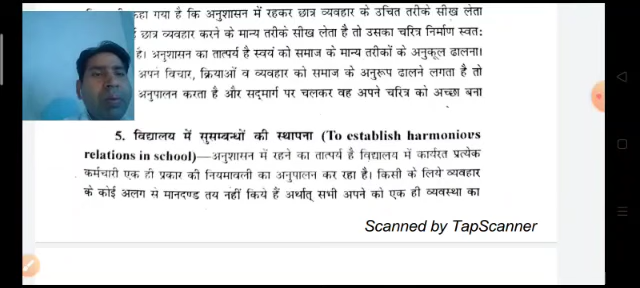 कहा गया है कि अनुशासन में रहकर छात्र व्यवहार के उचित तरीके सीख लेता
छात्र व्यवहार करने के मान्य तरीके सीख लेता है तो उसका चरित्र निर्माण स्वत:
है। अनुशासन का तात्पर्य है स्वयं को समाज के मान्य तरीकों के अनुकूल ढालना।
अपने विचार, क्रियाओं व व्यवहार को समाज के अनुरूप ढालने लगता है तो
अनुपालन करता है और सद्मार्ग पर चलकर वह अपने चरित्र को अच्छा बना
5. विद्यालय में सुसम्बन्धों की स्थापना (To establish harmonious
relations in school)—अनुशासन में रहने का तात्पर्य है विद्यालय में कार्यरत प्रत्येक
कर्मचारी एक ही प्रकार की नियमावली का अनुपालन कर रहा है। किसी के लिये व्यवहार
के कोई अलग से मानदण्ड तय नहीं किये हैं अर्थात् सभी अपने को एक ही व्यवस्था का
Scanned by TapScanner